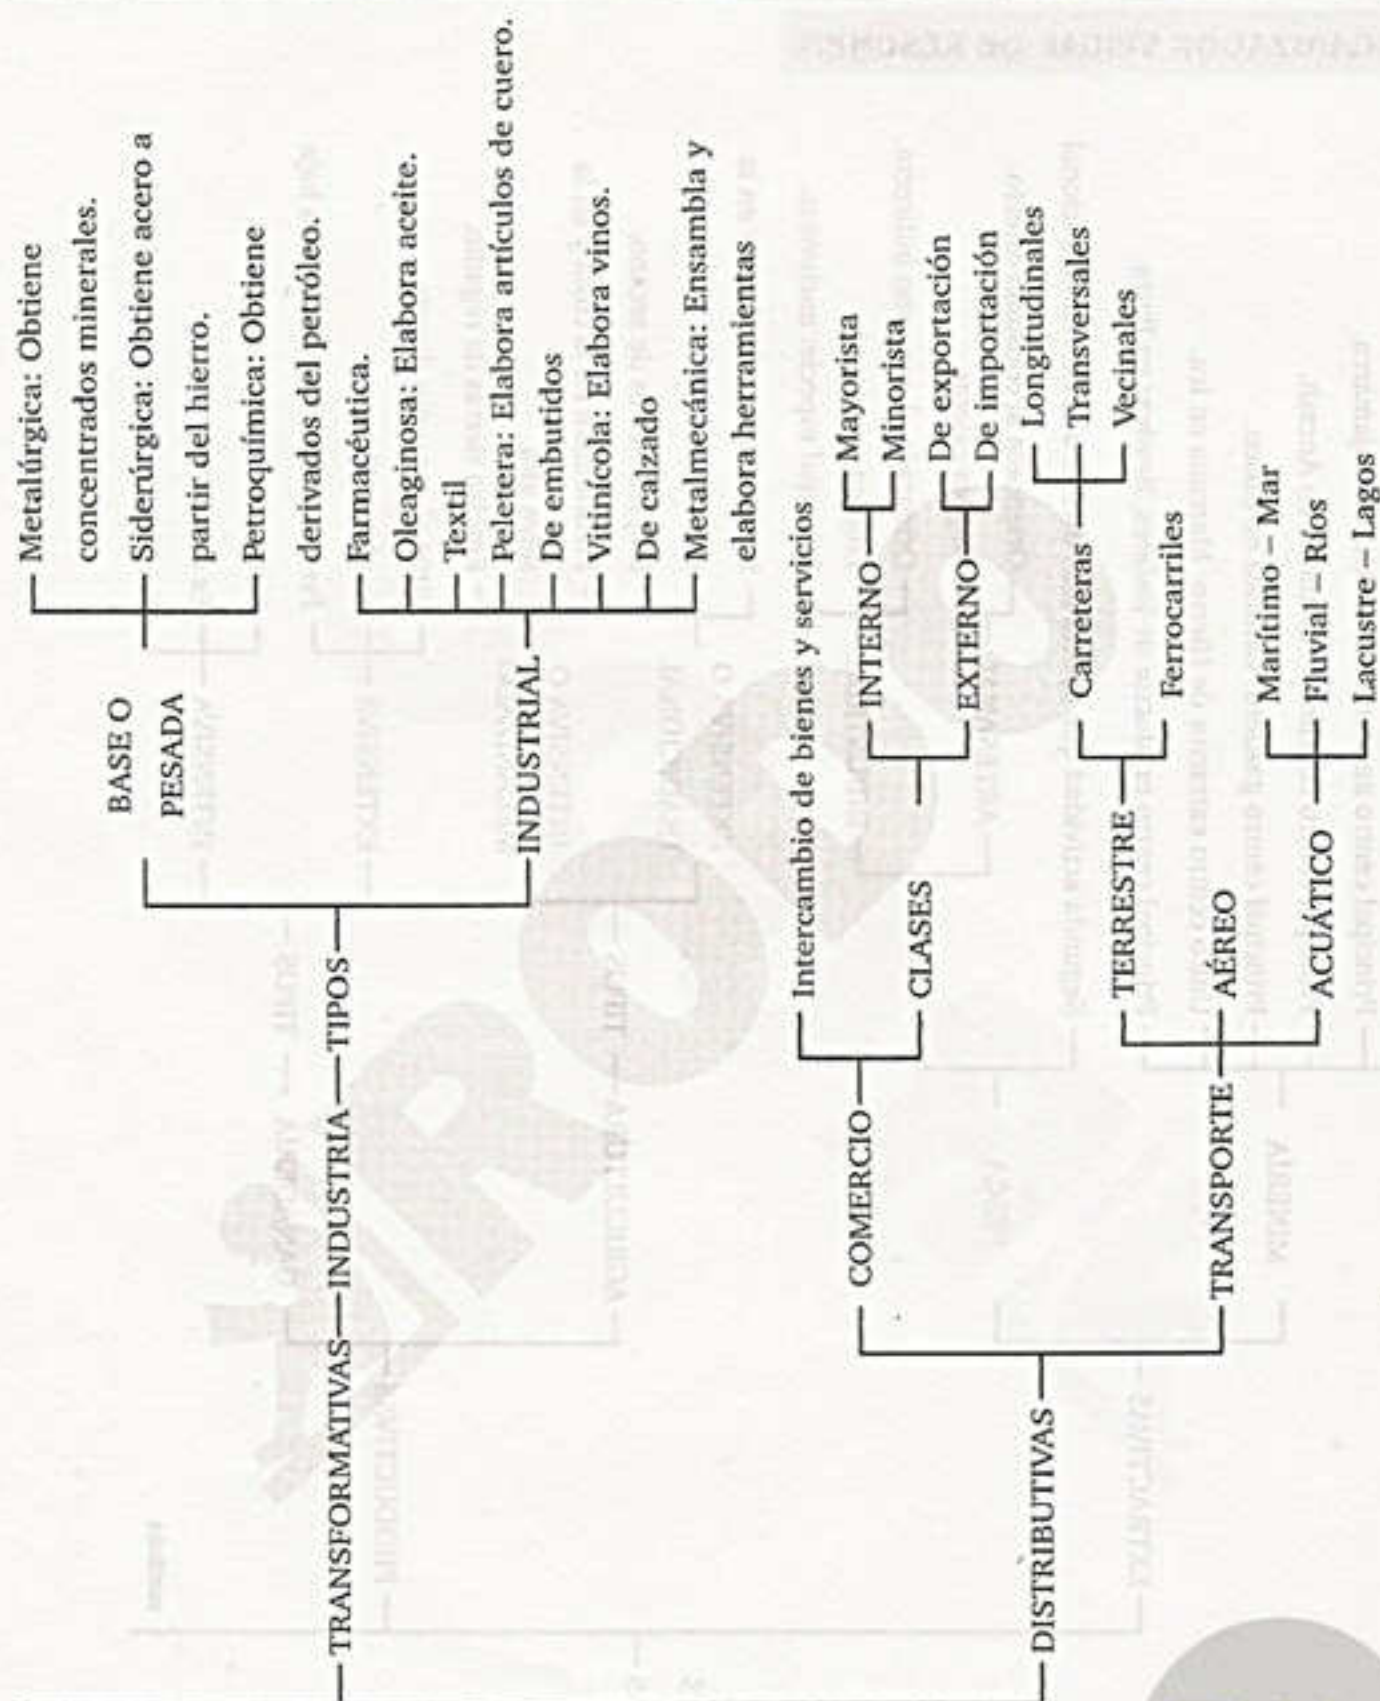 TRANSFORMATIVAS
INDUSTRIA
TIPOS
BASE O
PESADA
Metalúrgica: Obtiene
concentrados minerales.
Siderúrgica: Obtiene acero a
partir del hierro.
Petroquímica: Obtiene
derivados del petróleo.
INDUSTRIAL
Farmacéutica.
Oleaginosa: Elabora aceite.
Textil
Peletera: Elabora artículos de cuero.
De embutidos
Vitinícola: Elabora vinos.
De calzado
Metalmecánica: Ensambla y
elabora herramientas
DISTRIBUTIVAS
COMERCIO
Intercambio de bienes y servicios
CLASES
INTERNO
Mayorista
Minorista
EXTERNO
De exportación
De importación
TRANSPORTE
TERRESTRE
Carreteras
Longitudinales
Transversales
Vecinales
Ferrocarriles
AÉREO
ACUÁTICO
Marítimo – Mar
Fluvial – Ríos
Lacustre – Lagos